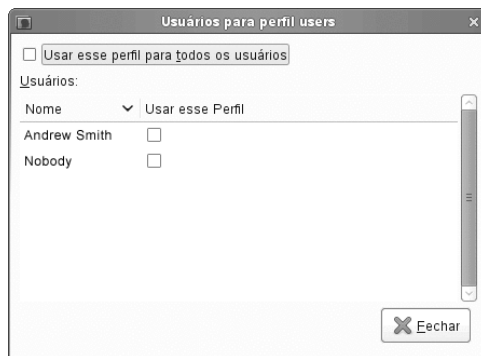 Usuários para perfil users
Usar esse perfil para todos os usuários
Usuários:
Nome Usar esse Perfil
Andrew Smith
Nobody
Fechar